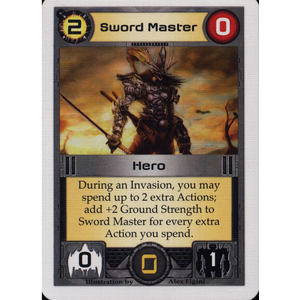 2 Sword Master 0
Hero
During an Invasion, you may
spend up to 2 extra Actions;
add +2 Ground Strength to
Sword Master for every extra
Action you spend.
0 1
Illustration by Alex Figini